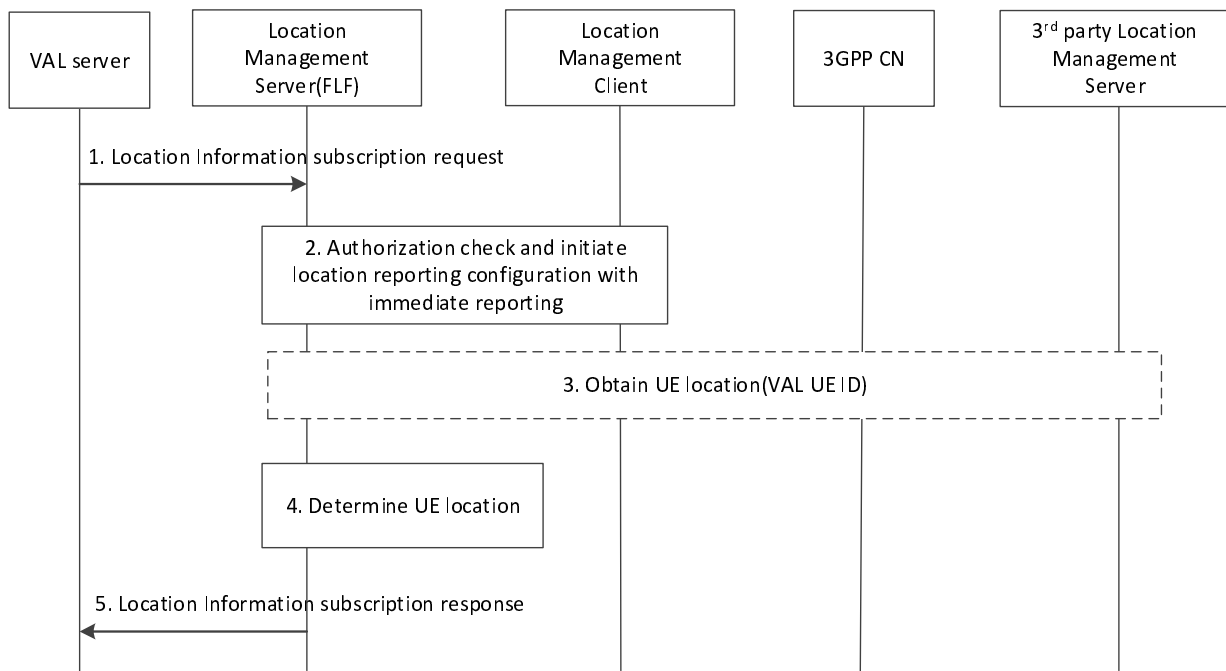 VAL server
Location
Management
Server(FLF)
Location
Management
Client
3GPP CN
3rd party Location
Management
Server
1. Location Information subscription request
2. Authorization check and initiate
location reporting configuration with
immediate reporting
3. Obtain UE location(VAL UE ID)
4. Determine UE location
5. Location Information subscription response